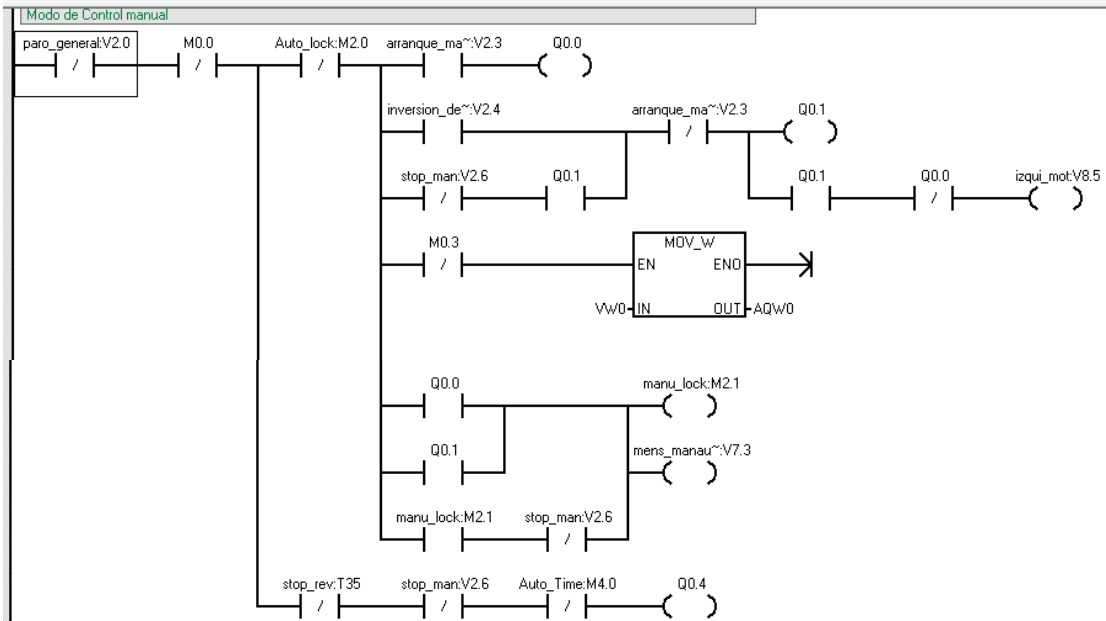 Modo de Control manual
paro_general:V2.0 M0.0 Auto_lock:M2.0 arranque_ma~:V2.3 Q0.0
/ / /
inversion_de~:V2.4 arranque_ma~:V2.3 Q0.1
/
stop_man:V2.6 Q0.1 Q0.1 Q0.0 izqui_mot:V8.5
/ /
M0.3 MOV_W
/ EN ENO
VW0 IN OUT AQW0
Q0.0 manu_lock:M2.1
Q0.1 mens_manau~:V7.3
manu_lock:M2.1 stop_man:V2.6
/
stop_rev:T35 stop_man:V2.6 Auto_Time:M4.0 Q0.4
/ / /